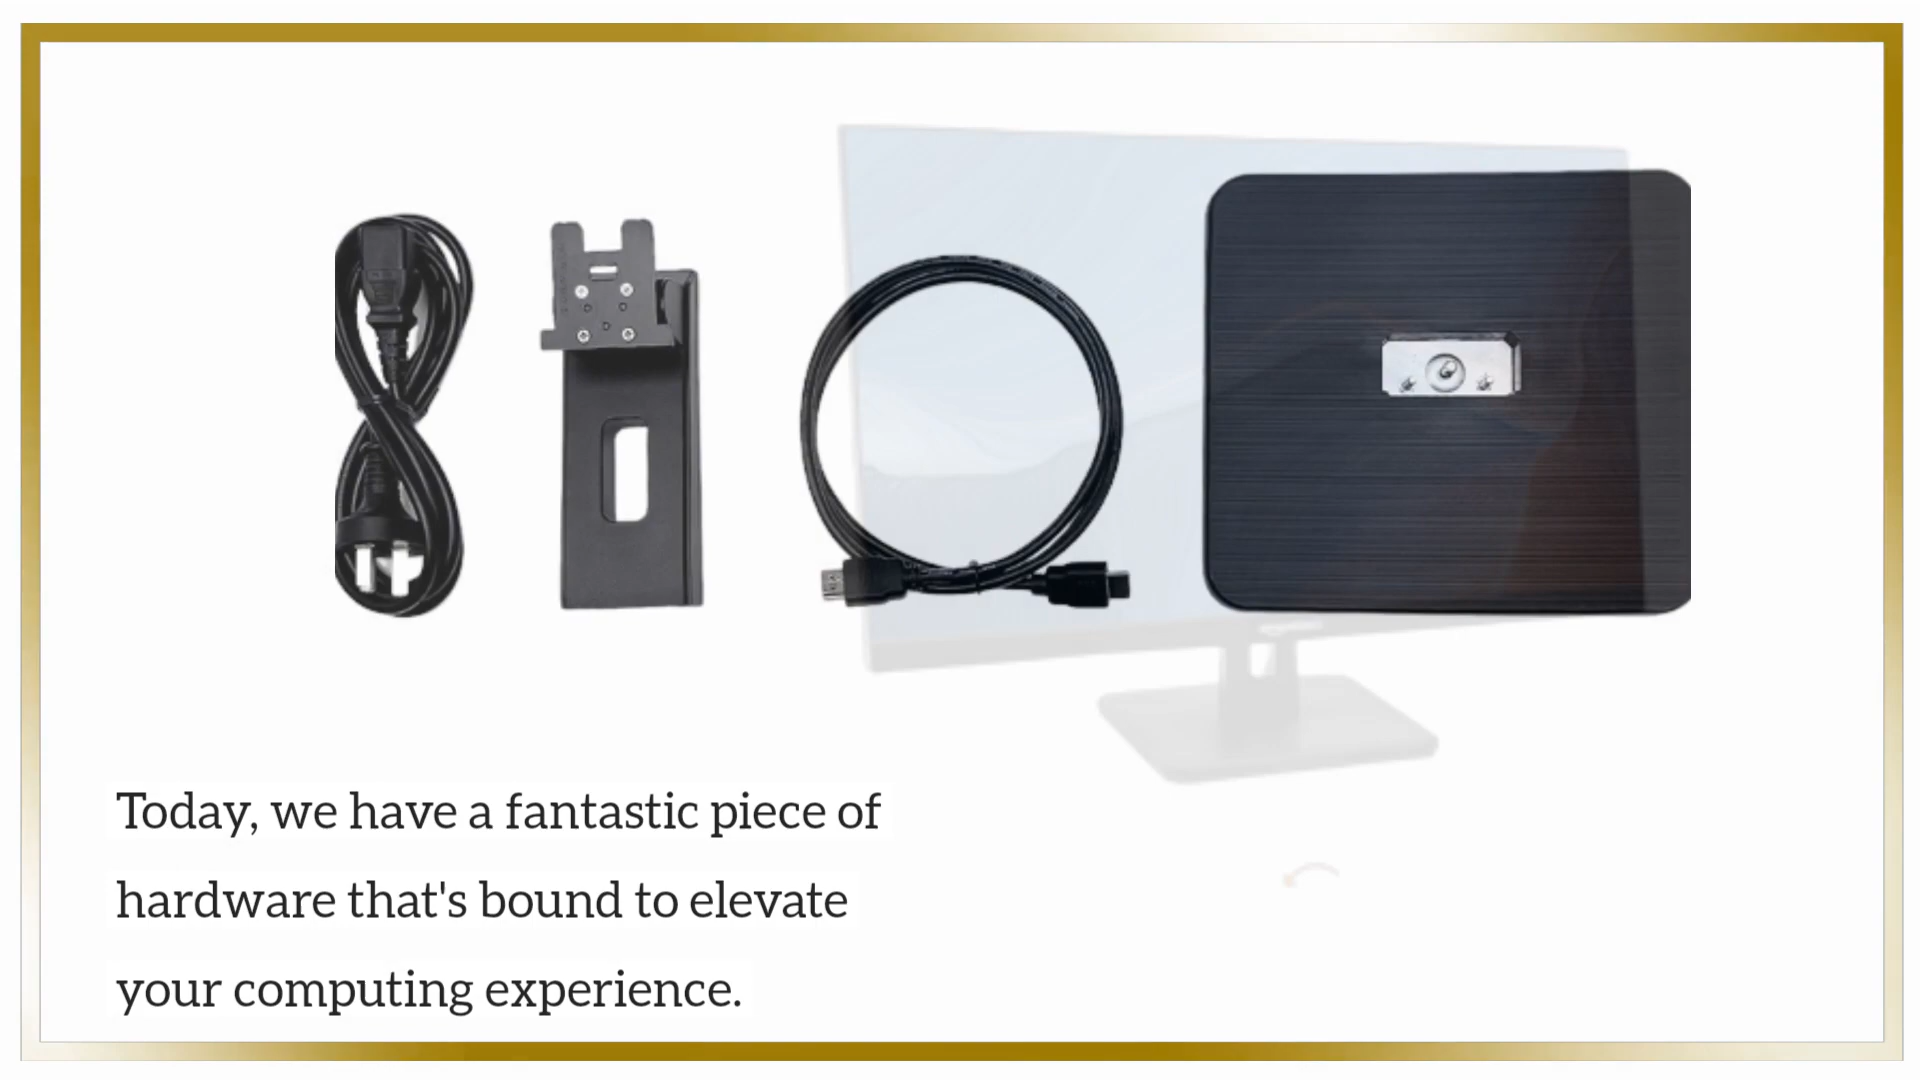 Today, we have a fantastic piece of
hardware that's bound to elevate
your computing experience.